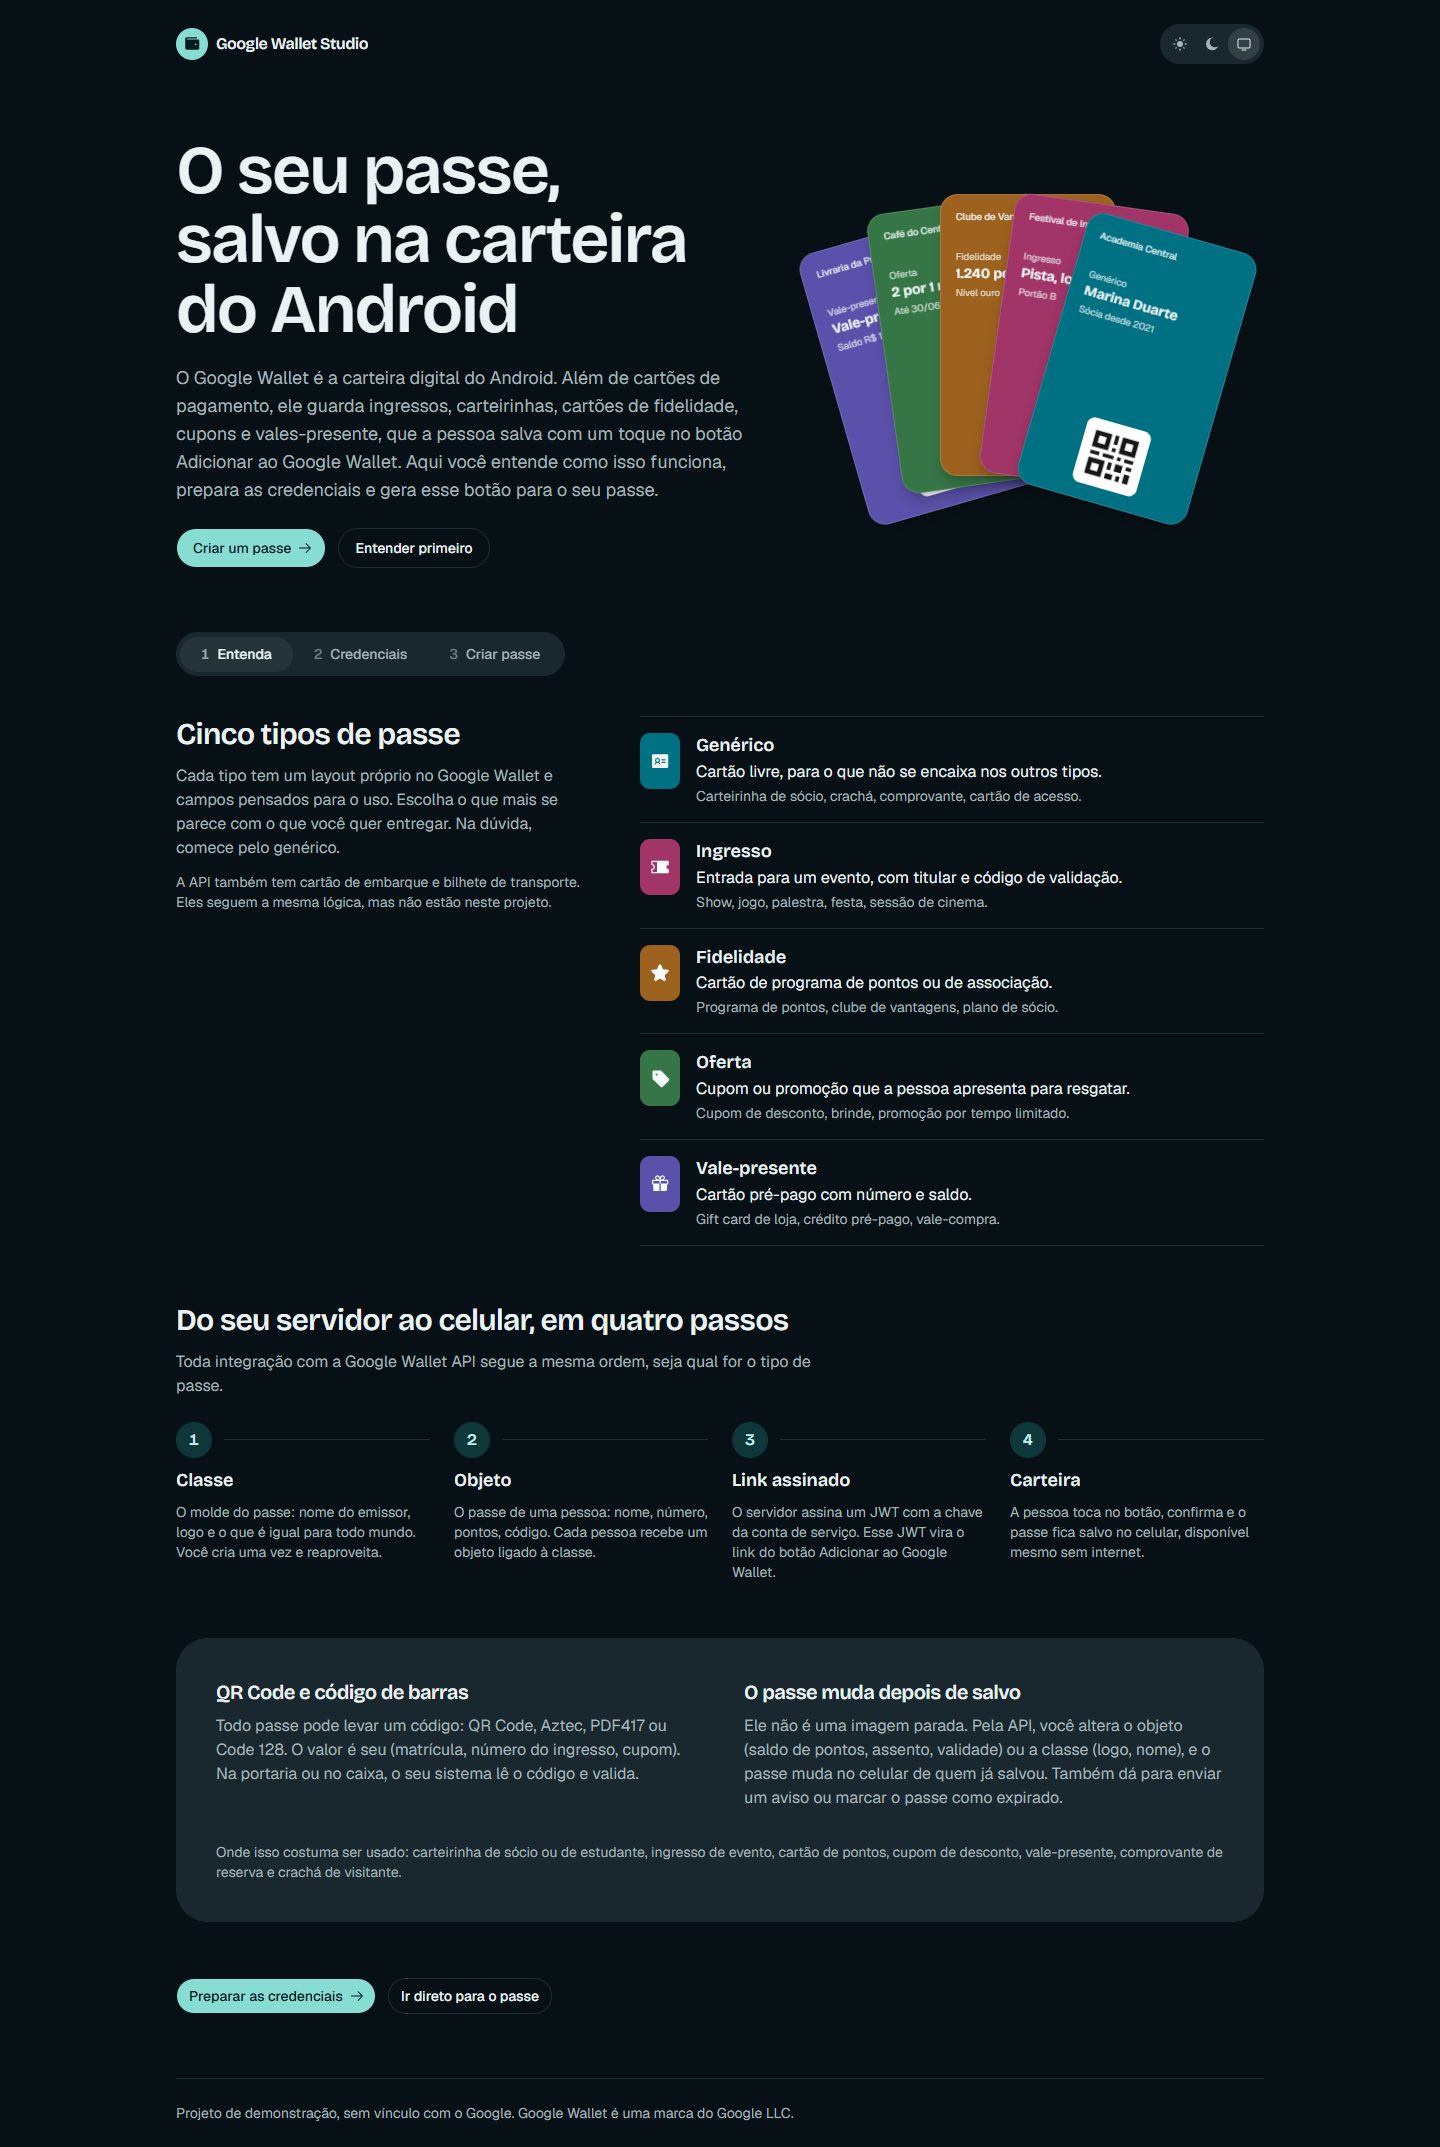 Google Wallet Studio
O seu passe,
salvo na carteira
do Android
O Google Wallet é a carteira digital do Android. Além de cartões de
pagamento, ele guarda ingressos, carteirinhas, cartões de fidelidade,
cupons e vales-presente, que a pessoa salva com um toque no botão
Adicionar ao Google Wallet. Aqui você entende como isso funciona,
prepara as credenciais e gera esse botão para o seu passe.
Criar um passe
Entender primeiro
Livraria da
Saldo R$
Café do
Oferta
2 por 1
Até 30/06
Clube de
Fidelidade
1.240
Nível ouro
Festival de
Ingresso
Pista,
Portão B
Academia Central
Genérico
Marina Duarte
Sócia desde 2021
1 Entenda
2 Credenciais
3 Criar passe
Cinco tipos de passe
Cada tipo tem um layout próprio no Google Wallet e
campos pensados para o uso. Escolha o que mais se
parece com o que você quer entregar. Na dúvida,
comece pelo genérico.
A API também tem cartão de embarque e bilhete de transporte.
Eles seguem a mesma lógica, mas não estão neste projeto.
Genérico
Cartão livre, para o que não se encaixa nos outros tipos.
Carteirinha de sócio, crachá, comprovante, cartão de acesso.
Ingresso
Entrada para um evento, com titular e código de validação.
Show, jogo, palestra, festa, sessão de cinema.
Fidelidade
Cartão de programa de pontos ou de associação.
Programa de pontos, clube de vantagens, plano de sócio.
Oferta
Cupom ou promoção que a pessoa apresenta para resgatar.
Cupom de desconto, brinde, promoção por tempo limitado.
Vale-presente
Cartão pré-pago com número e saldo.
Gift card de loja, crédito pré-pago, vale-compra.
Do seu servidor ao celular, em quatro passos
Toda integração com a Google Wallet API segue a mesma ordem, seja qual for o tipo de
passe.
1
Classe
O molde do passe: nome do emissor,
logo e o que é igual para todo mundo.
Você cria uma vez e reaproveita.
2
Objeto
O passe de uma pessoa: nome, número,
pontos, código. Cada pessoa recebe um
objeto ligado à classe.
3
Link assinado
O servidor assina um JWT com a chave
da conta de serviço. Esse JWT vira o
link do botão Adicionar ao Google
Wallet.
4
Carteira
A pessoa toca no botão, confirma e o
passe fica salvo no celular, disponível
mesmo sem internet.
QR Code e código de barras
Todo passe pode levar um código: QR Code, Aztec, PDF417 ou
Code 128. O valor é seu (matrícula, número do ingresso, cupom).
Na portaria ou no caixa, o seu sistema lê o código e valida.
O passe muda depois de salvo
Ele não é uma imagem parada. Pela API, você altera o objeto
(saldo de pontos, assento, validade) ou a classe (logo, nome), e o
passe muda no celular de quem já salvou. Também dá para enviar
um aviso ou marcar o passe como expirado.
Onde isso costuma ser usado: carteirinha de sócio ou de estudante, ingresso de evento, cartão de pontos, cupom de desconto, vale-presente, comprovante de
reserva e crachá de visitante.
Preparar as credenciais
Ir direto para o passe
Projeto de demonstração, sem vínculo com o Google. Google Wallet é uma marca do Google LLC.